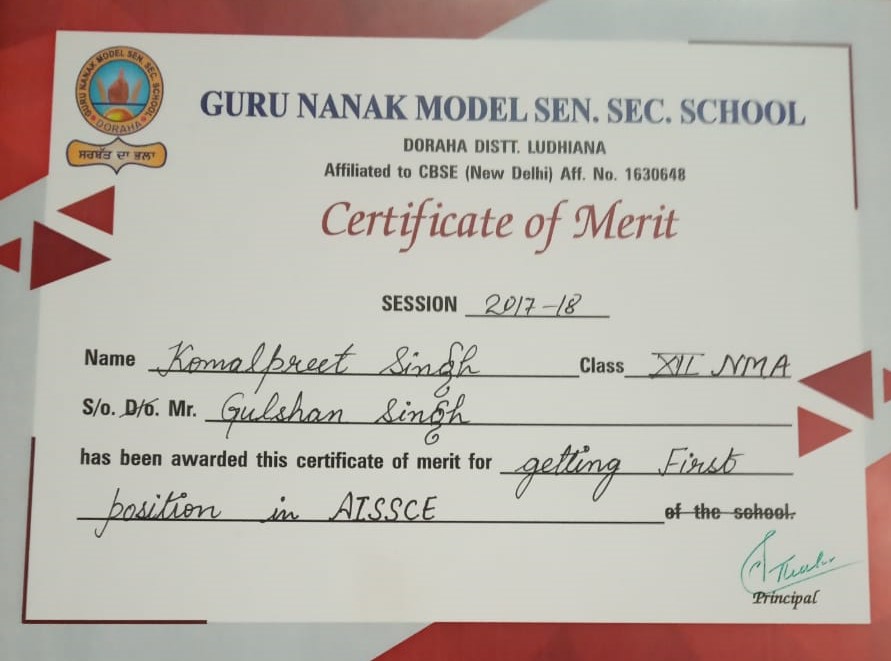 GURU NANAK MODEL SEN. SEC. SCHOOL
DORAHA
ਸਰਬੱਤ ਦਾ ਭਲਾ
GURU NANAK MODEL SEN. SEC. SCHOOL
DORAHA DISTT. LUDHIANA
Affiliated to CBSE (New Delhi) Aff. No. 1630648
Certificate of Merit
SESSION 2017-18
Name Komalpreet Singh Class XII NMA
S/o. D/o. Mr. Gulshan Singh
has been awarded this certificate of merit for getting First
position in AISSCE of the school.
Principal